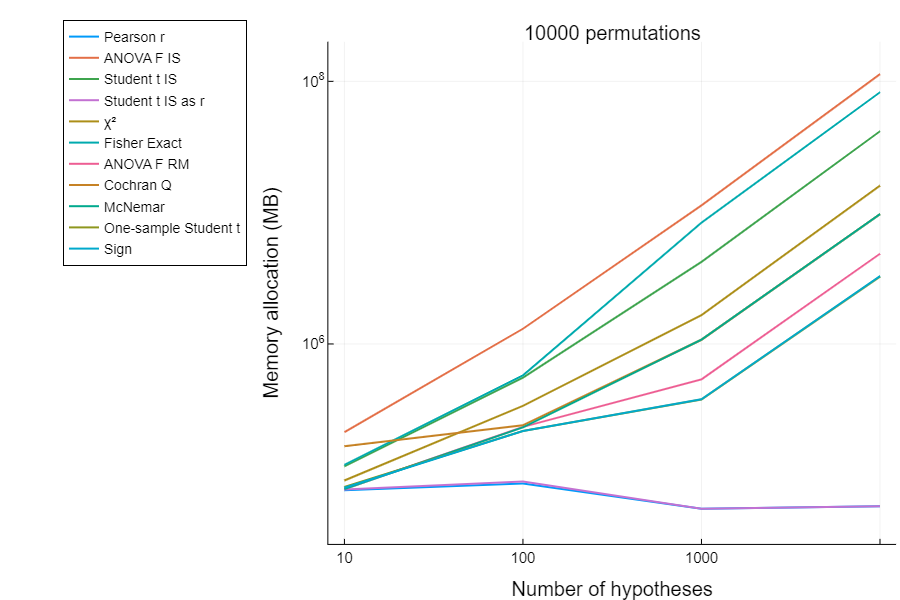 Pearson r
ANOVA F IS
Student t IS
Student t IS as r
χ²
Fisher Exact
ANOVA F RM
Cochran Q
McNemar
One-sample Student t
Sign
10000 permutations
10⁸
10⁶
Memory allocation (MB)
10
100
1000
Number of hypotheses